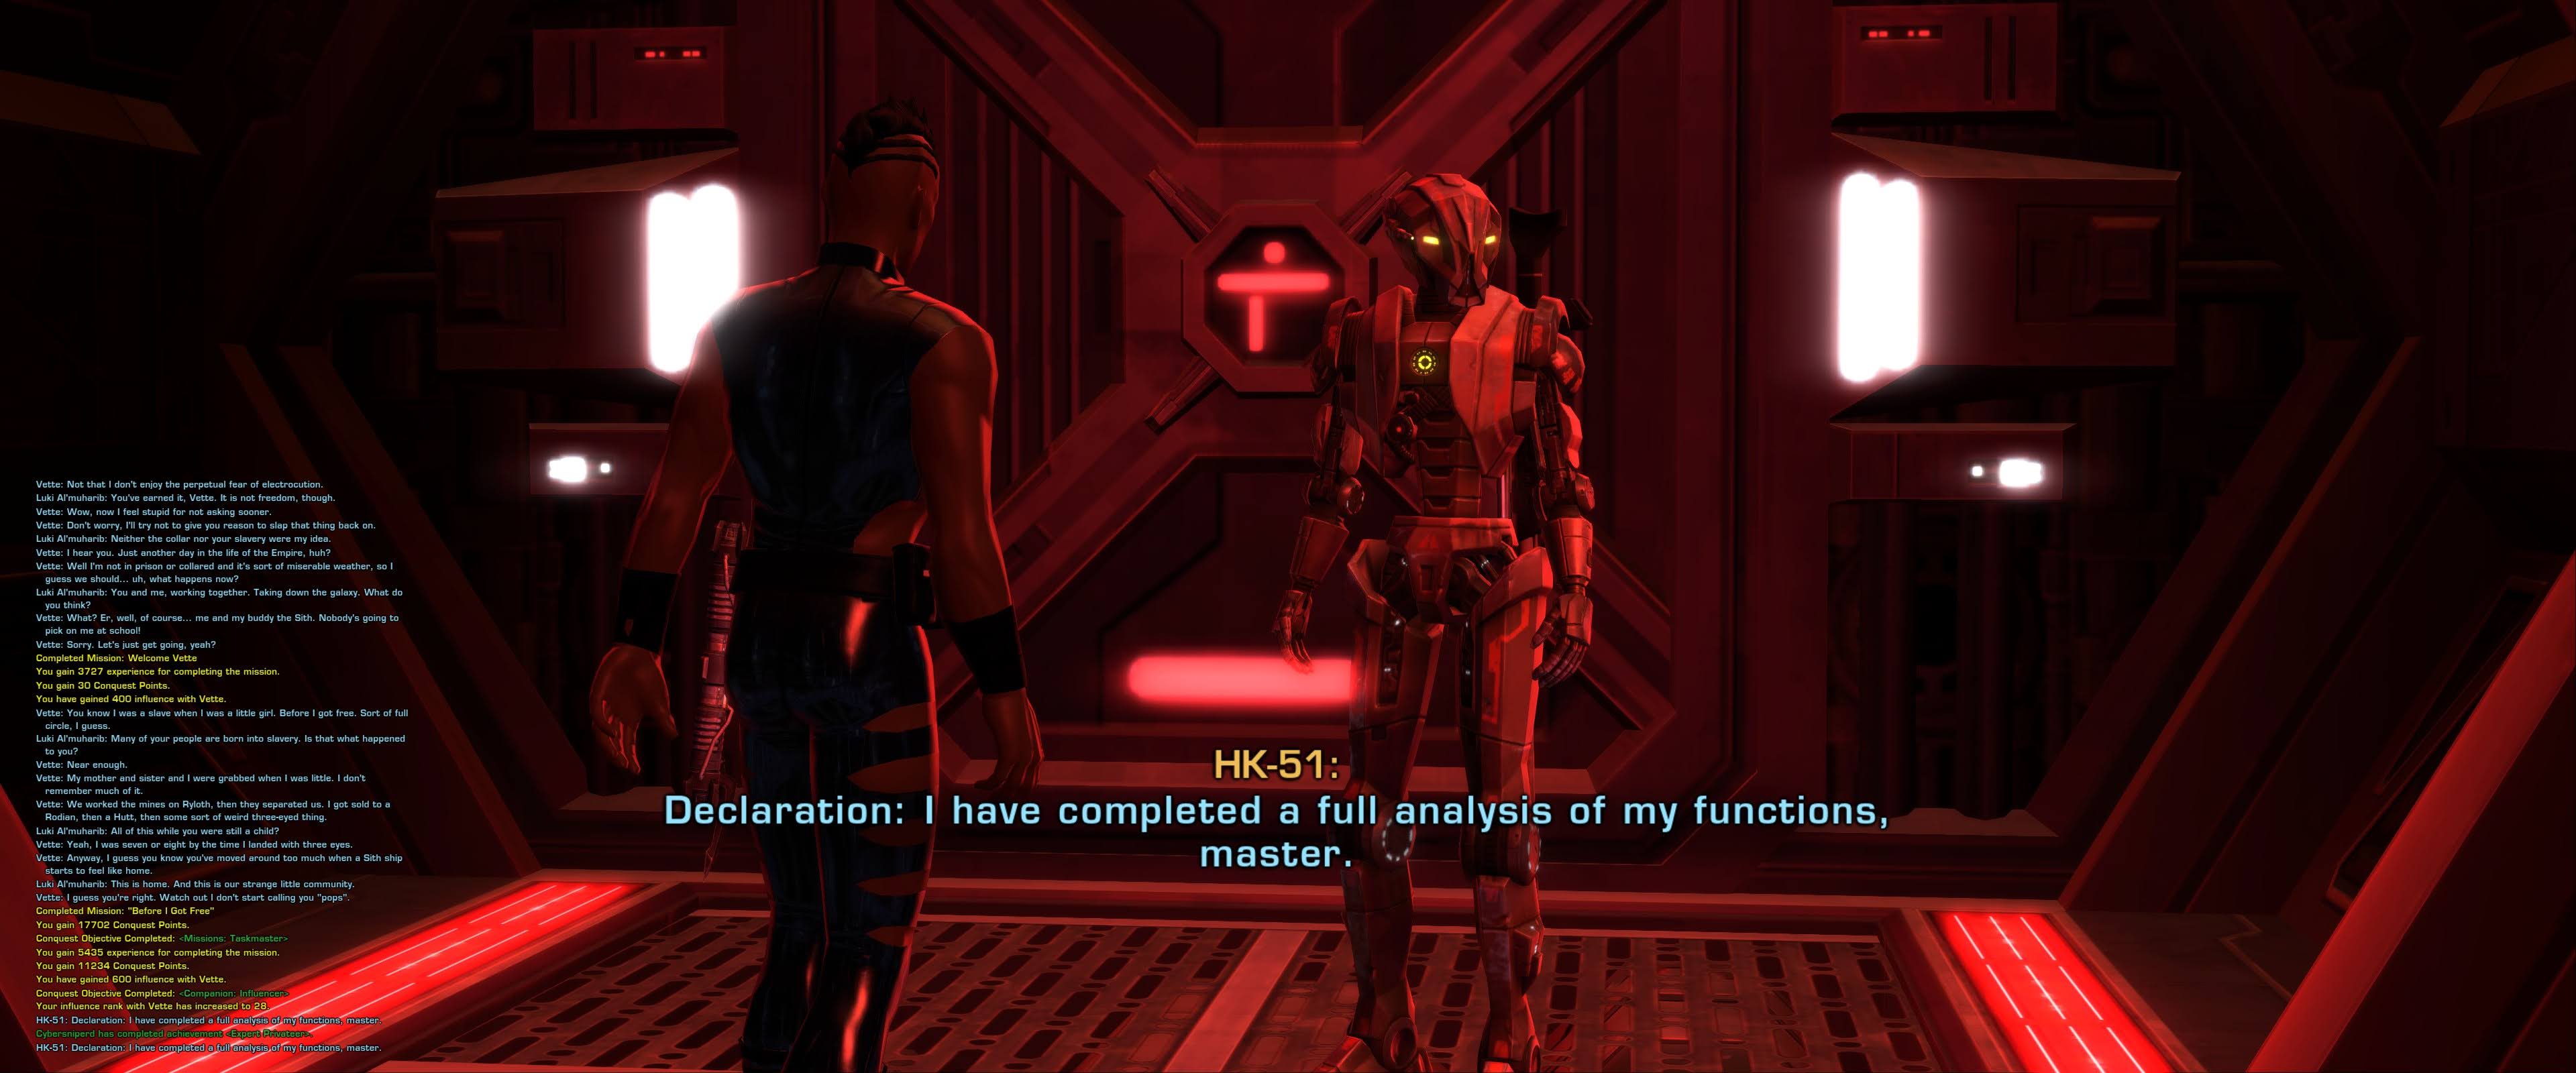 Vette: Not that I don't enjoy the perpetual fear of electrocution.
Luki Al'muharib: You've earned it, Vette. It is not freedom, though.
Vette: Wow, now I feel stupid for not asking sooner.
Vette: Don't worry, I'll try not to give you reason to slap that thing back on.
Luki Al'muharib: Neither the collar nor your slavery were my idea.
Vette: I hear you. Just another day in the life of the Empire, huh?
Vette: Well I'm not in prison or collared and it's sort of miserable weather, so I
guess we should... uh, what happens now?
Luki Al'muharib: You and me, working together. Taking down the galaxy. What do
you think?
Vette: What? Er, well, of course... me and my buddy the Sith. Nobody's going to
pick on me at school!
Vette: Sorry. Let's just get going, yeah?
Completed Mission: Welcome Vette
You gain 3727 experience for completing the mission.
You gain 30 Conquest Points.
You have gained 400 influence with Vette.
Vette: You know I was a slave when I was a little girl. Before I got free. Sort of full
circle, I guess.
Luki Al'muharib: Many of your people are born into slavery. Is that what happened
to you?
Vette: Near enough.
Vette: My mother and sister and I were grabbed when I was little. I don't
remember much of it.
Vette: We worked the mines on Ryloth, then they separated us. I got sold to a
Rodian, then a Hutt, then some sort of weird three-eyed thing.
Luki Al'muharib: All of this while you were still a child?
Vette: Yeah, I was seven or eight by the time I landed with three eyes.
Vette: Anyway, I guess you know you've moved around too much when a Sith ship
starts to feel like home.
Luki Al'muharib: This is home. And this is our strange little community.
Vette: I guess you're right. Watch out I don't start calling you "pops".
Completed Mission: "Before I Got Free"
You gain 17702 Conquest Points.
Conquest Objective Completed: <Missions: Taskmaster>
You gain 5435 experience for completing the mission.
You gain 11234 Conquest Points.
You have gained 600 influence with Vette.
Conquest Objective Completed: <Companion: Influencer>
Your influence rank with Vette has increased to 28.
HK-51: Declaration: I have completed a full analysis of my functions, master.
Cybersniperd has completed achievement <Expert Privateer>.
HK-51: Declaration: I have completed a full analysis of my functions, master.
HK-51:
Declaration: I have completed a full analysis of my functions,
master.